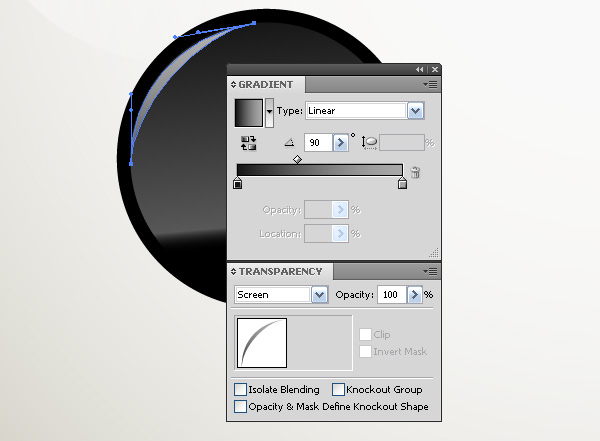 GRADIENT
Type: Linear
90 ° %
Opacity: %
Location: %
TRANSPARENCY
Screen Opacity: 100 %
Clip
Invert Mask
Isolate Blending Knockout Group
Opacity & Mask Define Knockout Shape